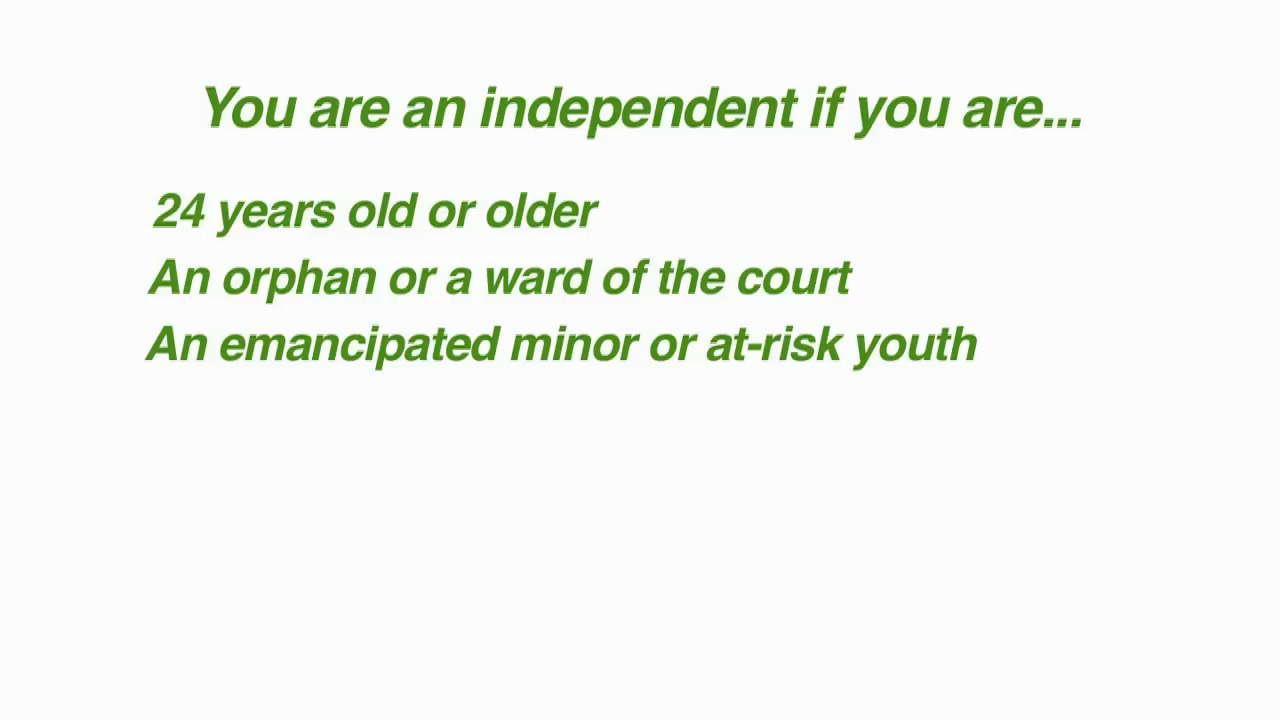 You are an independent if you are...
24 years old or older
An orphan or a ward of the court
An emancipated minor or at-risk youth